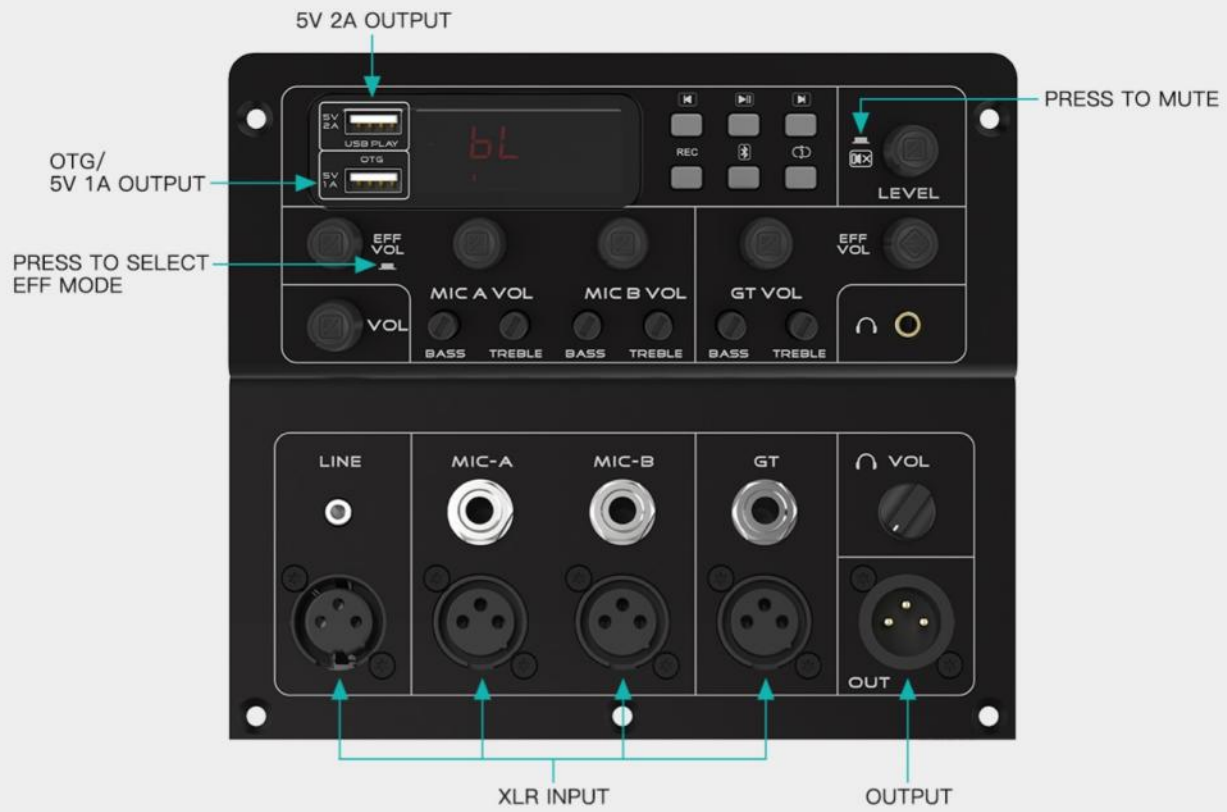 5V 2A OUTPUT
PRESS TO MUTE
5V
2A
USB PLAY
OTG
5V
1A
OTG/
5V 1A OUTPUT
bL
REC
LEVEL
PRESS TO SELECT
EFF MODE
EFF
VOL
EFF
VOL
MIC A VOL
MIC B VOL
GT VOL
VOL
BASS
TREBLE
BASS
TREBLE
BASS
TREBLE
LINE
MIC-A
MIC-B
GT
VOL
OUT
XLR INPUT
OUTPUT